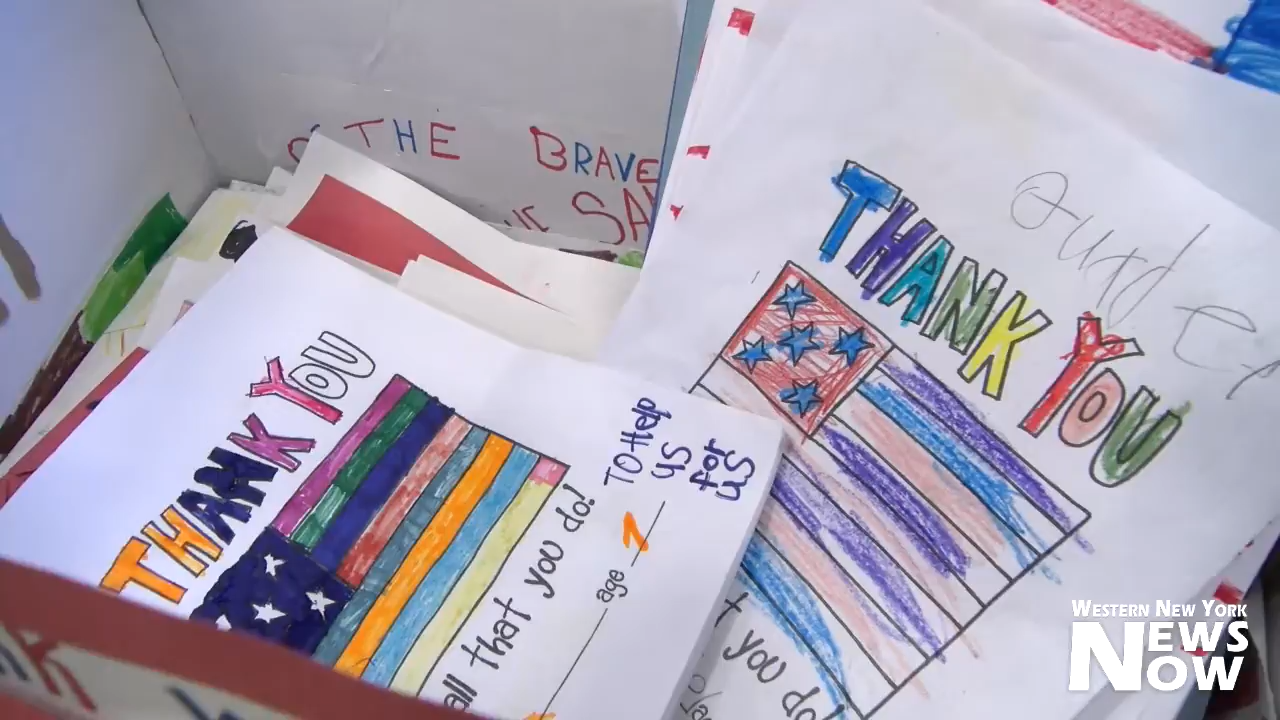 THE BRAVE
THANK YOU
THANK YOU
TO Help
us
for
us
all that you do!
age 7
you do!
WESTERN NEW YORK
NEWS
NOW